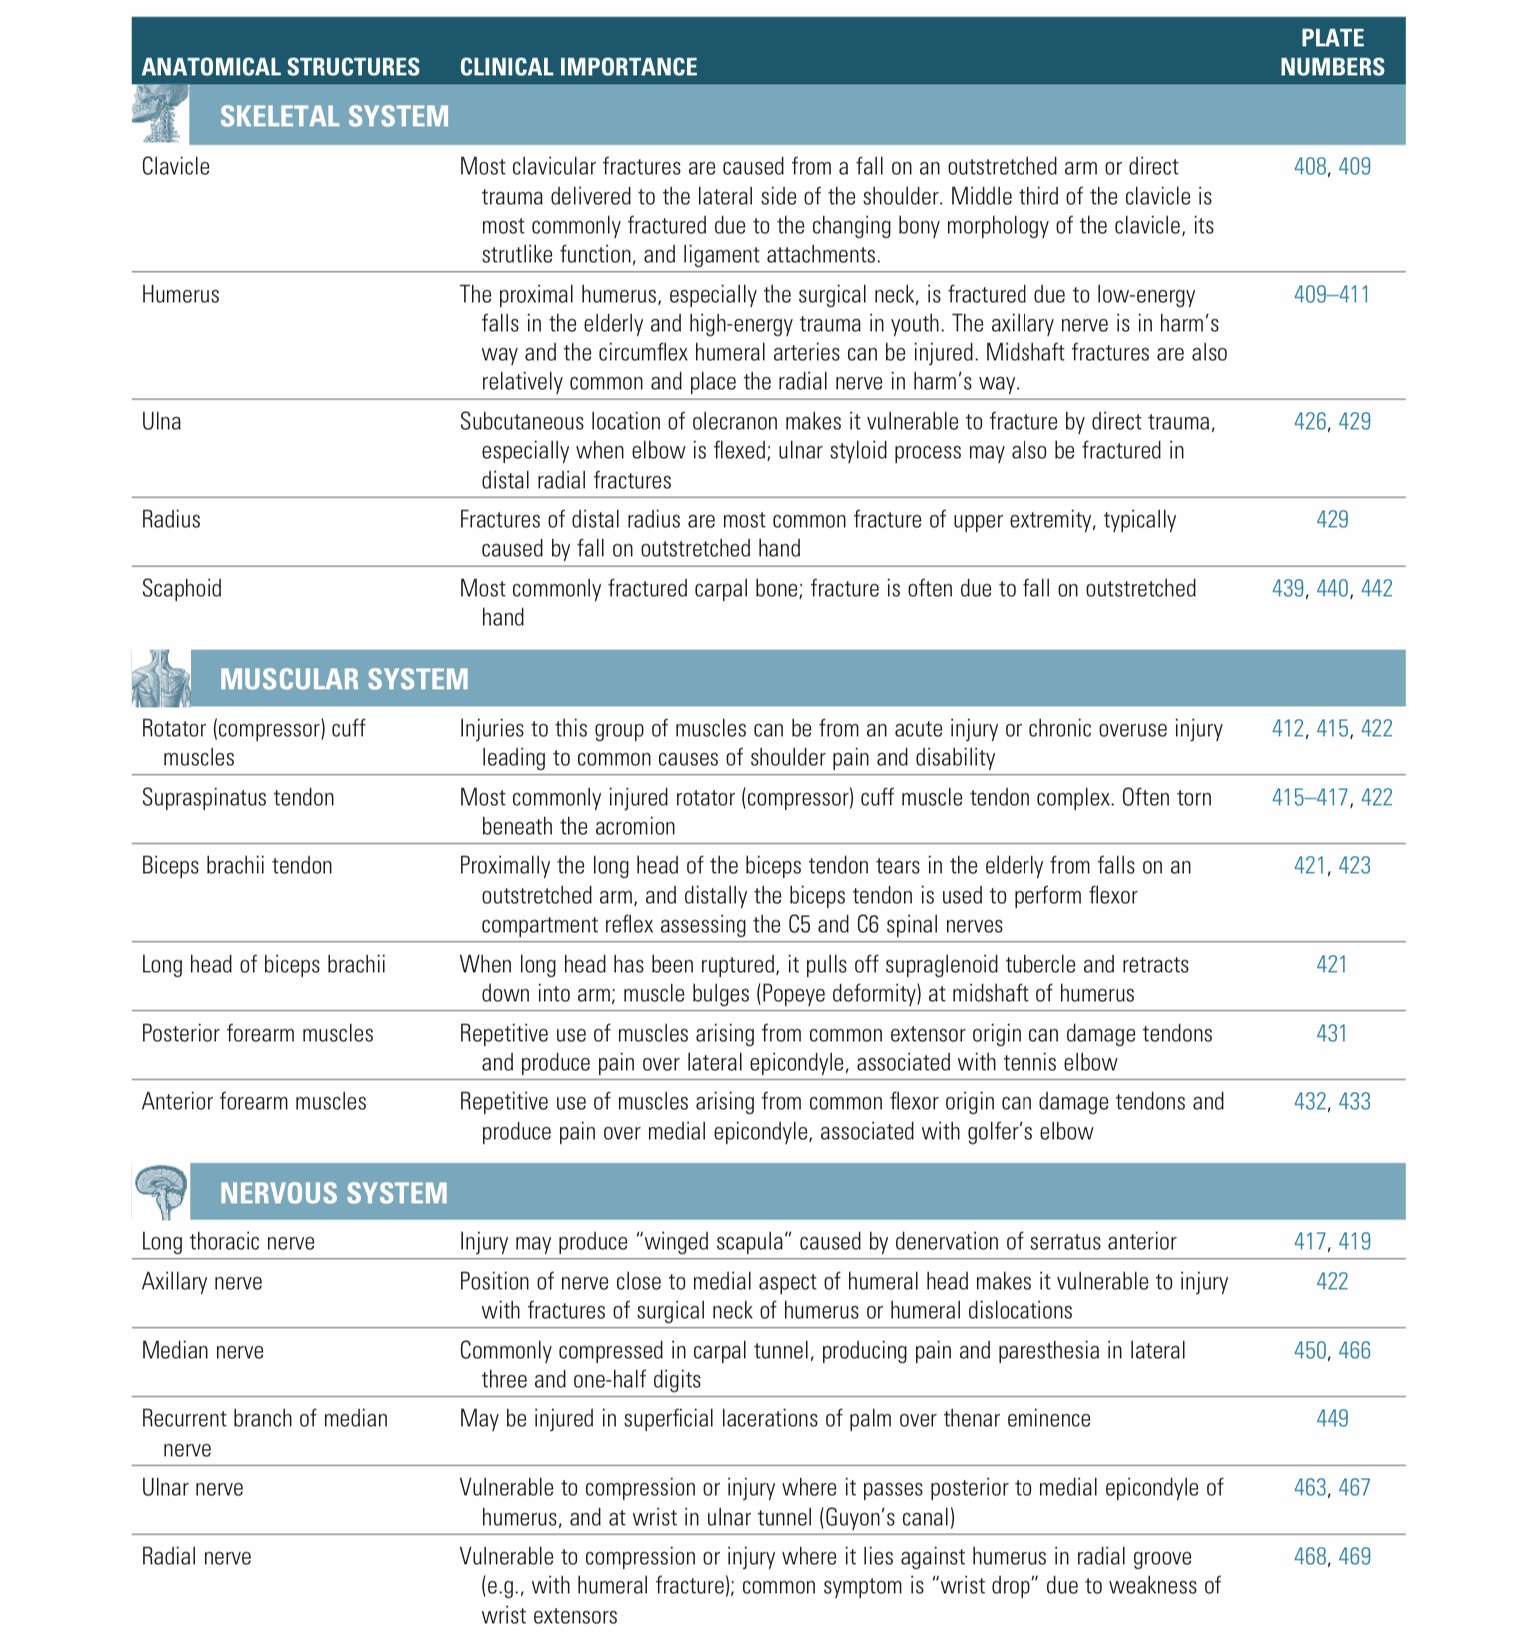 ANATOMICAL STRUCTURES CLINICAL IMPORTANCE PLATE NUMBERS
SKELETAL SYSTEM
Clavicle Most clavicular fractures are caused from a fall on an outstretched arm or direct 408, 409
trauma delivered to the lateral side of the shoulder. Middle third of the clavicle is
most commonly fractured due to the changing bony morphology of the clavicle, its
strutlike function, and ligament attachments.
Humerus The proximal humerus, especially the surgical neck, is fractured due to low-energy 409–411
falls in the elderly and high-energy trauma in youth. The axillary nerve is in harm's
way and the circumflex humeral arteries can be injured. Midshaft fractures are also
relatively common and place the radial nerve in harm's way.
Ulna Subcutaneous location of olecranon makes it vulnerable to fracture by direct trauma, 426, 429
especially when elbow is flexed; ulnar styloid process may also be fractured in
distal radial fractures
Radius Fractures of distal radius are most common fracture of upper extremity, typically 429
caused by fall on outstretched hand
Scaphoid Most commonly fractured carpal bone; fracture is often due to fall on outstretched 439, 440, 442
hand
MUSCULAR SYSTEM
Rotator (compressor) cuff Injuries to this group of muscles can be from an acute injury or chronic overuse injury 412, 415, 422
muscles leading to common causes of shoulder pain and disability
Supraspinatus tendon Most commonly injured rotator (compressor) cuff muscle tendon complex. Often torn 415–417, 422
beneath the acromion
Biceps brachii tendon Proximally the long head of the biceps tendon tears in the elderly from falls on an 421, 423
outstretched arm, and distally the biceps tendon is used to perform flexor
compartment reflex assessing the C5 and C6 spinal nerves
Long head of biceps brachii When long head has been ruptured, it pulls off supraglenoid tubercle and retracts 421
down into arm; muscle bulges (Popeye deformity) at midshaft of humerus
Posterior forearm muscles Repetitive use of muscles arising from common extensor origin can damage tendons 431
and produce pain over lateral epicondyle, associated with tennis elbow
Anterior forearm muscles Repetitive use of muscles arising from common flexor origin can damage tendons and 432, 433
produce pain over medial epicondyle, associated with golfer's elbow
NERVOUS SYSTEM
Long thoracic nerve Injury may produce "winged scapula" caused by denervation of serratus anterior 417, 419
Axillary nerve Position of nerve close to medial aspect of humeral head makes it vulnerable to injury 422
with fractures of surgical neck of humerus or humeral dislocations
Median nerve Commonly compressed in carpal tunnel, producing pain and paresthesia in lateral 450, 466
three and one-half digits
Recurrent branch of median May be injured in superficial lacerations of palm over thenar eminence 449
nerve
Ulnar nerve Vulnerable to compression or injury where it passes posterior to medial epicondyle of 463, 467
humerus, and at wrist in ulnar tunnel (Guyon's canal)
Radial nerve Vulnerable to compression or injury where it lies against humerus in radial groove 468, 469
(e.g., with humeral fracture); common symptom is "wrist drop" due to weakness of
wrist extensors